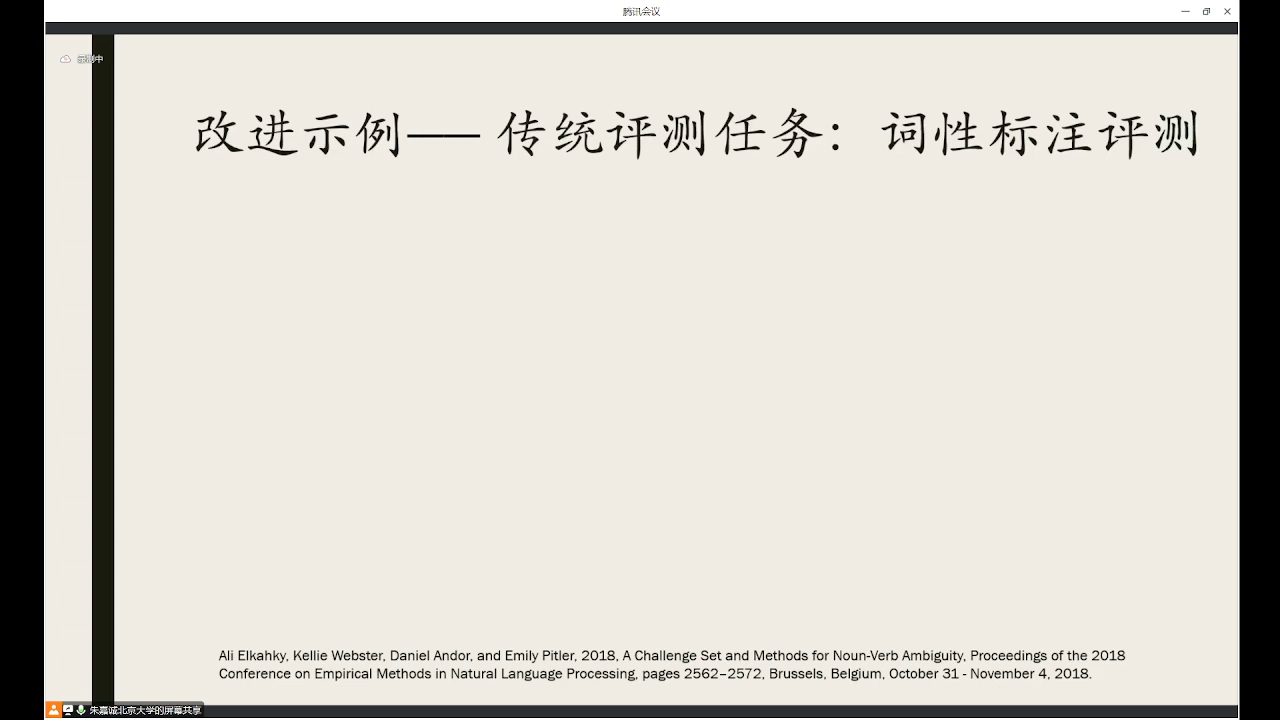 腾讯会议
录制中
改进示例—— 传统评测任务：词性标注评测
Ali Elkahky, Kellie Webster, Daniel Andor, and Emily Pitler, 2018, A Challenge Set and Methods for Noun-Verb Ambiguity, Proceedings of the 2018
Conference on Empirical Methods in Natural Language Processing, pages 2562–2572, Brussels, Belgium, October 31 - November 4, 2018.
朱嘉诚北京大学的屏幕共享